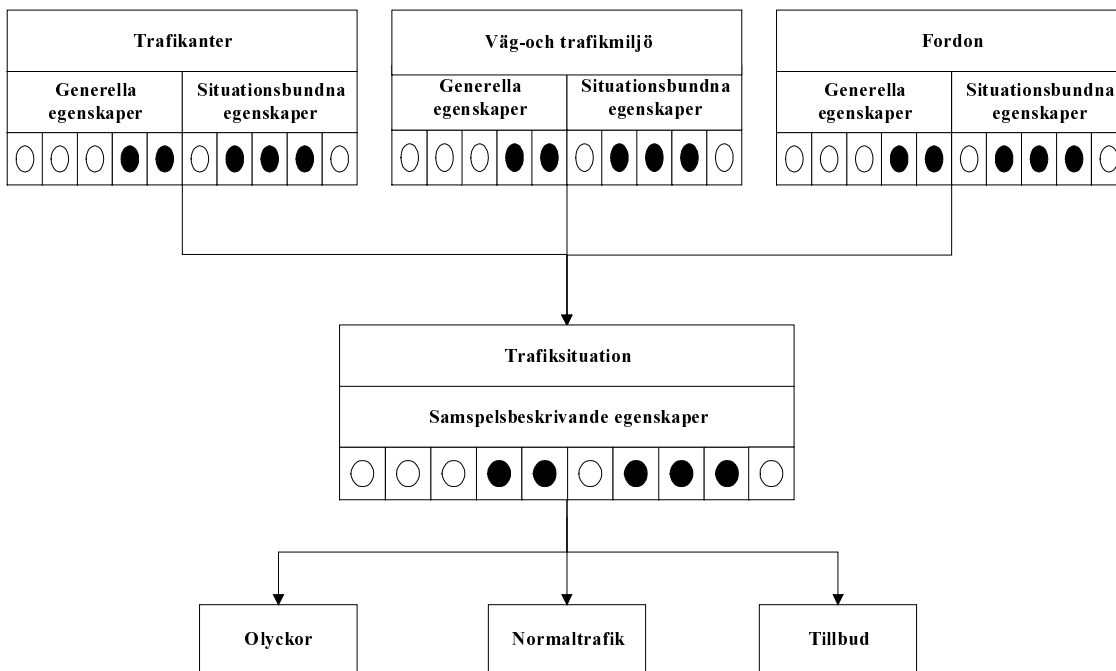 Trafikanter
Generella
egenskaper
Situationsbundna
egenskaper
Väg-och trafikmiljö
Generella
egenskaper
Situationsbundna
egenskaper
Fordon
Generella
egenskaper
Situationsbundna
egenskaper
Trafiksituation
Samspelsbeskrivande egenskaper
Olyckor
Normaltrafik
Tillbud